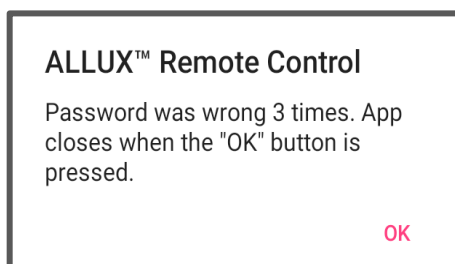 ALLUX™ Remote Control
Password was wrong 3 times. App
closes when the "OK" button is
pressed.
OK